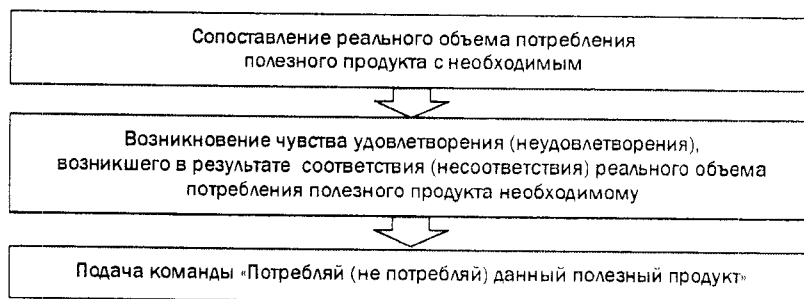 Сопоставление реального объема потребления
полезного продукта с необходимым
Возникновение чувства удовлетворения (неудовлетворения),
возникшего в результате соответствия (несоответствия) реального объема
потребления полезного продукта необходимому
Подача команды «Потребляй (не потребляй) данный полезный продукт»